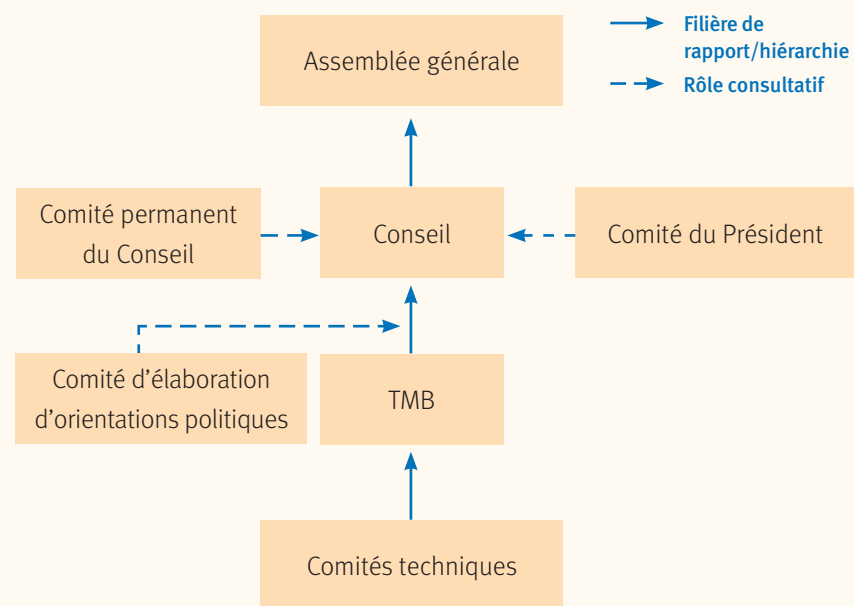 Assemblée générale
Filière de
rapport/hiérarchie
Rôle consultatif
Comité permanent
du Conseil
Conseil
Comité du Président
Comité d’élaboration
d’orientations politiques
TMB
Comités techniques